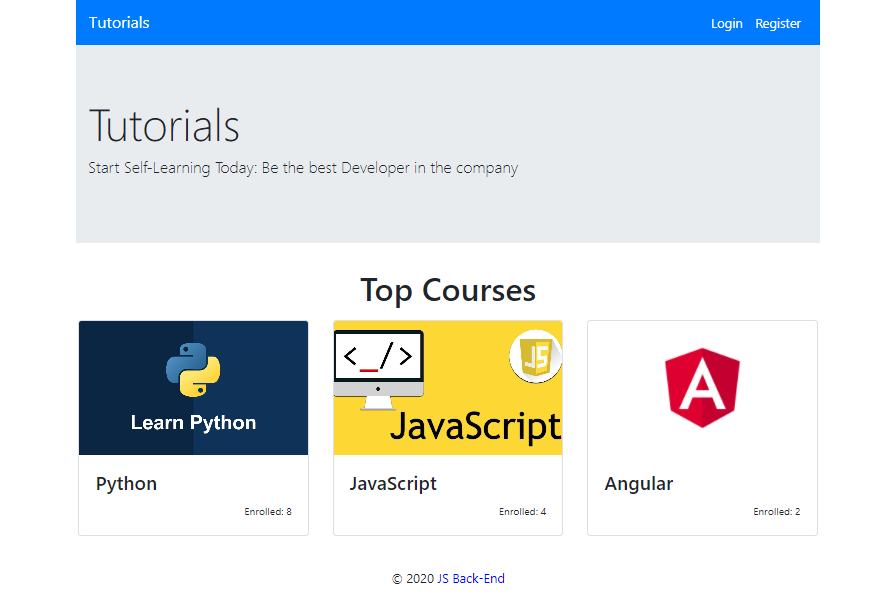 Tutorials
Login Register
Tutorials
Start Self-Learning Today: Be the best Developer in the company
Top Courses
Learn Python
Python
Enrolled: 8
<_/>
JS
JavaScript
JavaScript
Enrolled: 4
A
Angular
Enrolled: 2
© 2020 JS Back-End